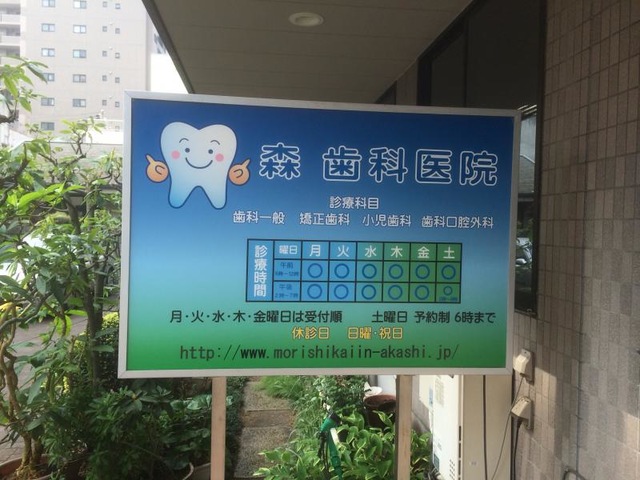 森 歯科医院
診療科目
歯科一般 矯正歯科 小児歯科 歯科口腔外科
診療時間
曜日 月 火 水 木 金 土
午前 ○ ○ ○ ○ ○ ○
午後 ○ ○ ○ ○ ○ ○
月・火・水・木・金曜日は受付順 土曜日 予約制 6時まで
休診日 日曜・祝日
http://www.morishikaiin-akashi.jp/